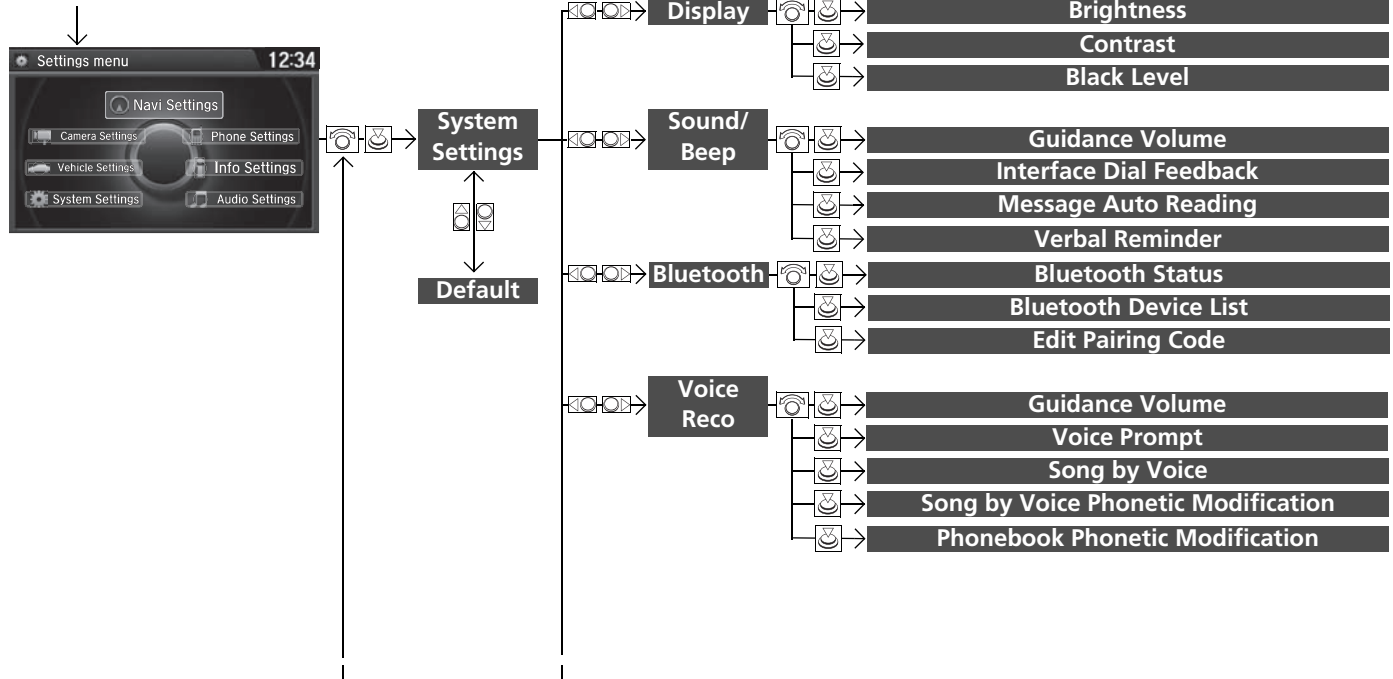 Settings menu
12:34
Navi Settings
Camera Settings
Phone Settings
Vehicle Settings
Info Settings
System Settings
Audio Settings
System
Settings
Default
Display
Brightness
Contrast
Black Level
Sound/
Beep
Guidance Volume
Interface Dial Feedback
Message Auto Reading
Verbal Reminder
Bluetooth
Bluetooth Status
Bluetooth Device List
Edit Pairing Code
Voice
Reco
Guidance Volume
Voice Prompt
Song by Voice
Song by Voice Phonetic Modification
Phonebook Phonetic Modification